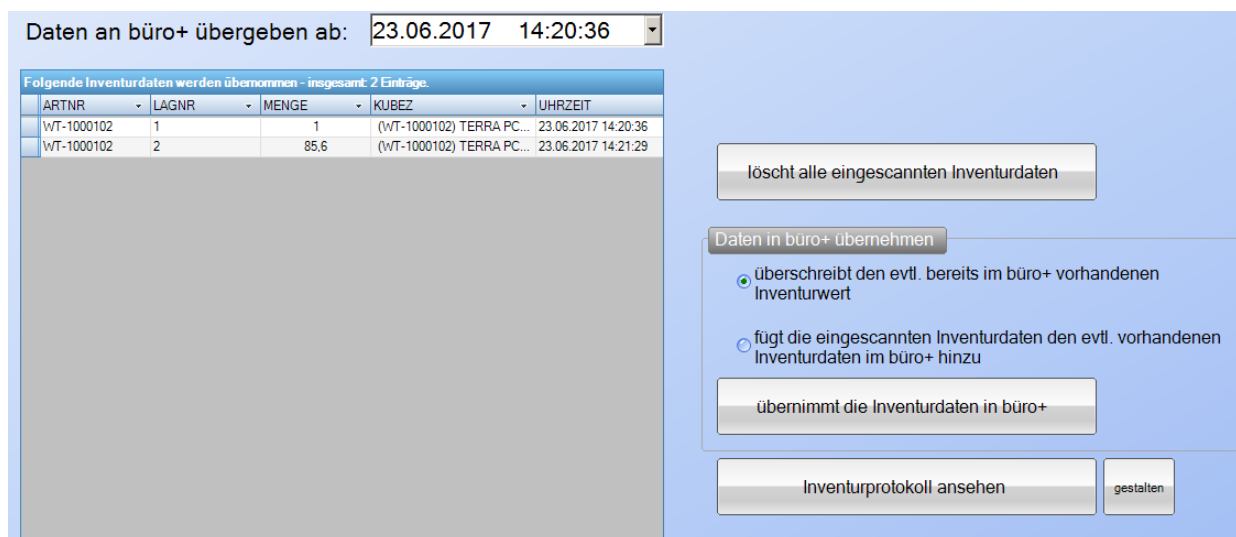 Daten an büro+ übergeben ab: 23.06.2017 14:20:36
Folgende Inventurdaten werden übernommen - insgesamt: 2 Einträge.
ARTNR LAGNR MENGE KUBEZ UHRZEIT
WT-1000102 1 1 (WT-1000102) TERRA PC... 23.06.2017 14:20:36
WT-1000102 2 85,6 (WT-1000102) TERRA PC... 23.06.2017 14:21:29
löscht alle eingescannten Inventurdaten
Daten in büro+ übernehmen
überschreibt den evtl. bereits im büro+ vorhandenen
Inventurwert
fügt die eingescannten Inventurdaten den evtl. vorhandenen
Inventurdaten im büro+ hinzu
übernimmt die Inventurdaten in büro+
Inventurprotokoll ansehen
gestalten